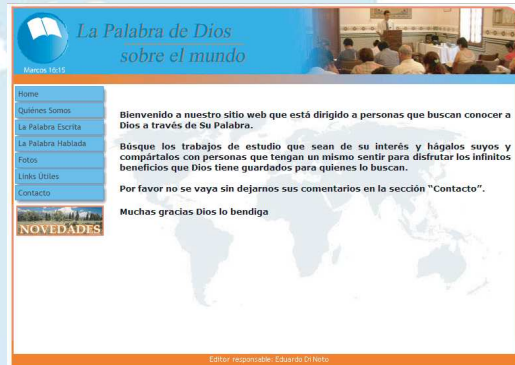 La Palabra de Dios
sobre el mundo
Marcos 16:15
Home
Quiénes Somos
La Palabra Escrita
La Palabra Hablada
Fotos
Links Útiles
Contacto
NOVEDADES
Bienvenido a nuestro sitio web que está dirigido a personas que buscan conocer a
Dios a través de Su Palabra.
Búsque los trabajos de estudio que sean de su interés y hágalos suyos y
compártalos con personas que tengan un mismo sentir para disfrutar los infinitos
beneficios que Dios tiene guardados para quienes lo buscan.
Por favor no se vaya sin dejarnos sus comentarios en la sección “Contacto”.
Muchas gracias Dios lo bendiga
Editor responsable: Eduardo Di Noto